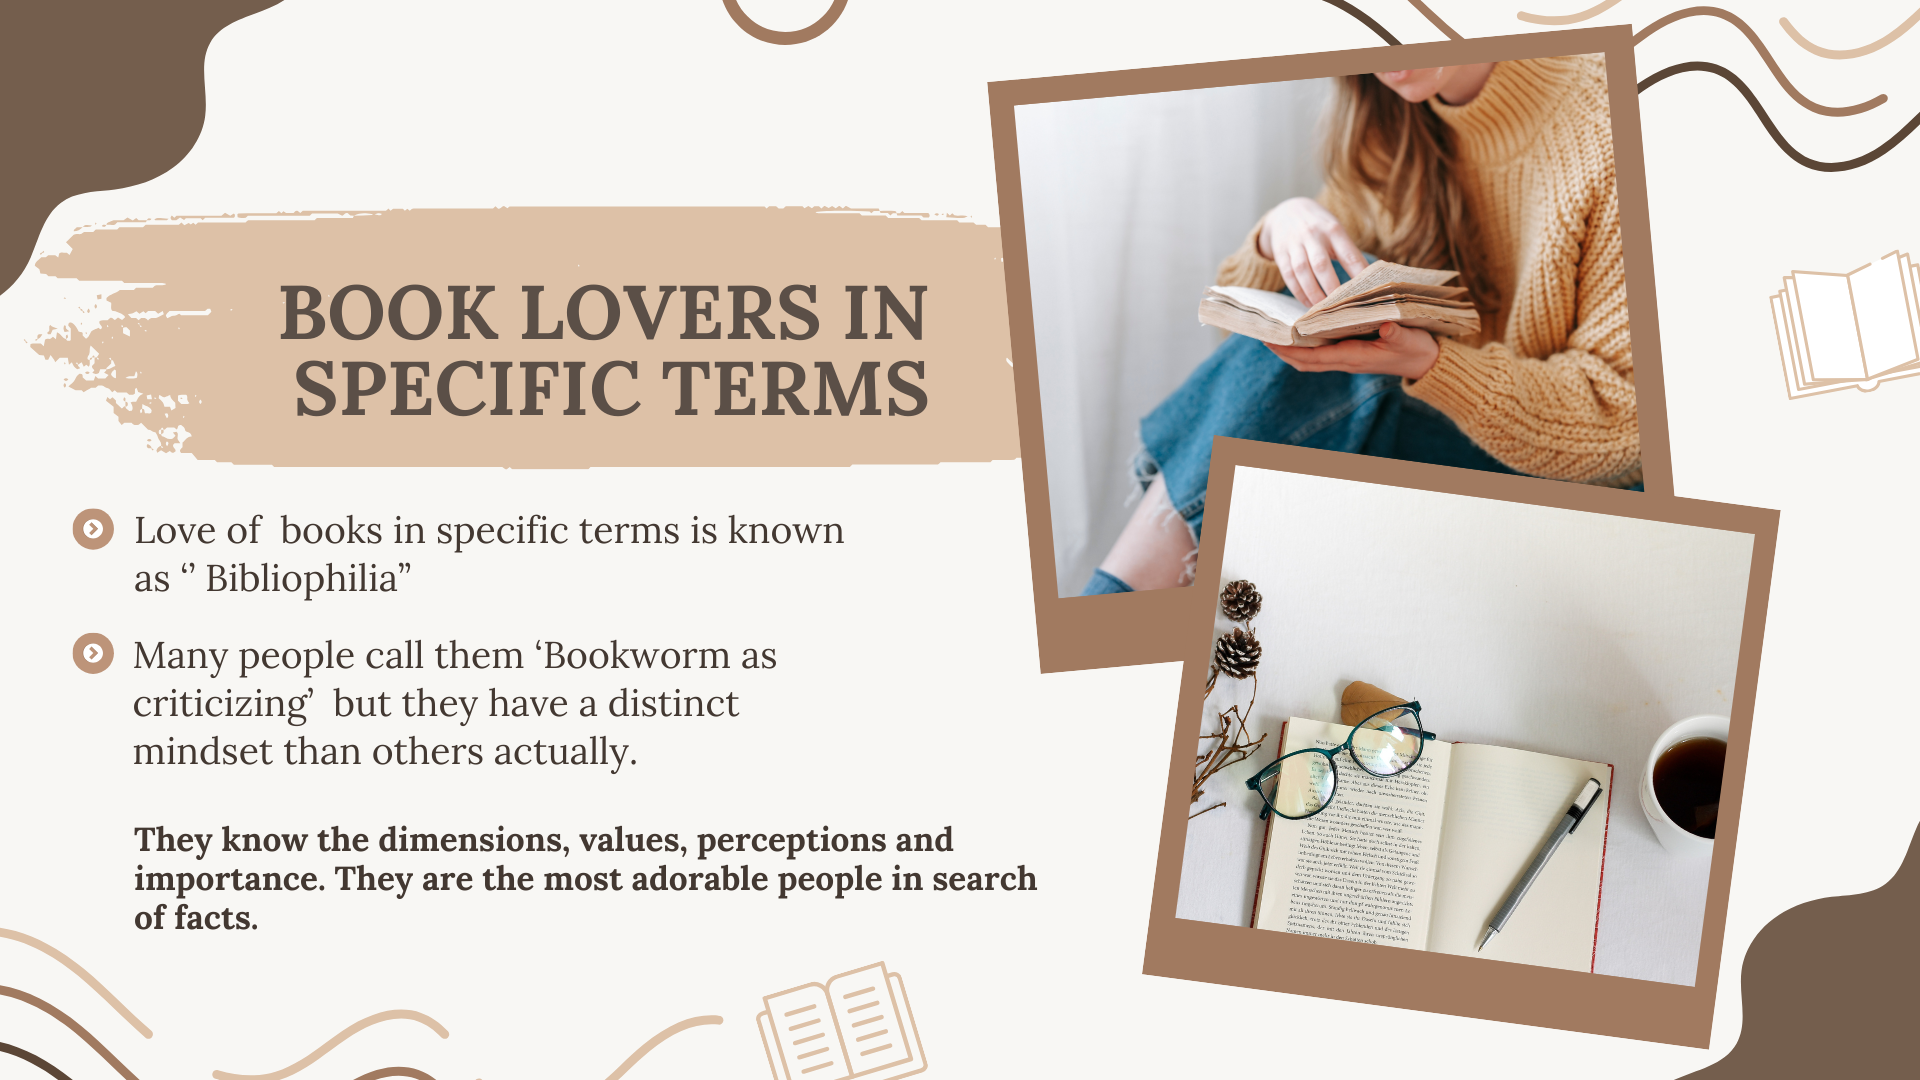 BOOK LOVERS IN
SPECIFIC TERMS
Love of  books in specific terms is known
as ‘’ Bibliophilia”
Many people call them ‘Bookworm as
criticizing’  but they have a distinct
mindset than others actually.
They know the dimensions, values, perceptions and
importance. They are the most adorable people in search
of facts.